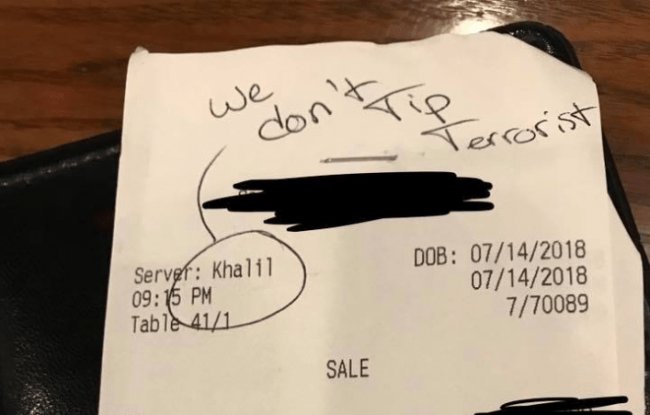 We
don't Tip
Terrorist
Server: Khalil
DOB: 07/14/2018
09:15 PM
07/14/2018
Table 41/1
7/70089
SALE